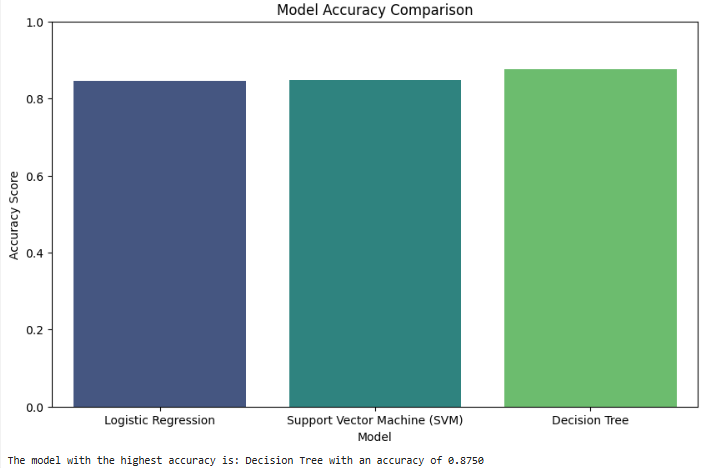 Model Accuracy Comparison
1.0
0.8
0.6
0.4
0.2
0.0
Accuracy Score
Logistic Regression
Support Vector Machine (SVM)
Decision Tree
Model
The model with the highest accuracy is: Decision Tree with an accuracy of 0.8750